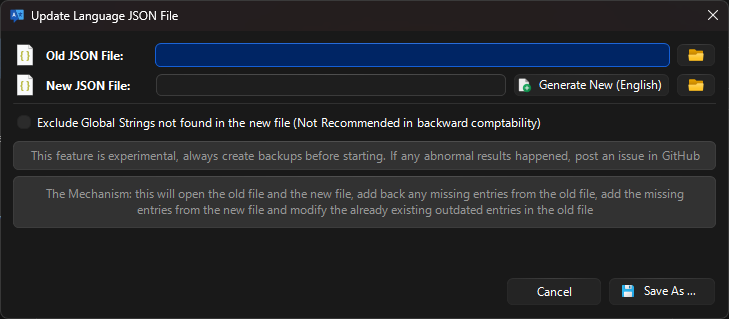 Update Language JSON File
Old JSON File:
New JSON File:
Generate New (English)
Exclude Global Strings not found in the new file (Not Recommended in backward comptability)
This feature is experimental, always create backups before starting. If any abnormal results happened, post an issue in GitHub
The Mechanism: this will open the old file and the new file, add back any missing entries from the old file, add the missing
entries from the new file and modify the already existing outdated entries in the old file
Cancel
Save As ...